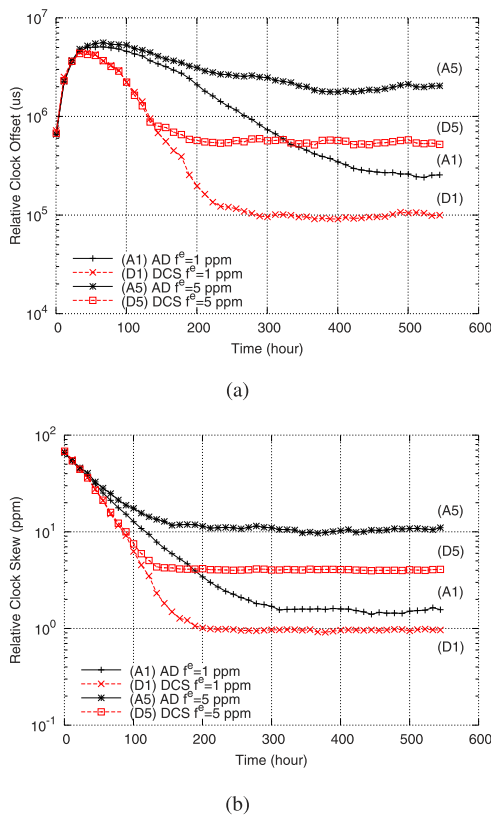 10^7
10^6
10^5
10^4
Relative Clock Offset (us)
(A5)
(D5)
(A1)
(D1)
(A1) AD f^e=1 ppm
(D1) DCS f^e=1 ppm
(A5) AD f^e=5 ppm
(D5) DCS f^e=5 ppm
0 100 200 300 400 500 600
Time (hour)
(a)
10^2
10^1
10^0
10^-1
Relative Clock Skew (ppm)
(A5)
(D5)
(A1)
(D1)
(A1) AD f^e=1 ppm
(D1) DCS f^e=1 ppm
(A5) AD f^e=5 ppm
(D5) DCS f^e=5 ppm
0 100 200 300 400 500 600
Time (hour)
(b)